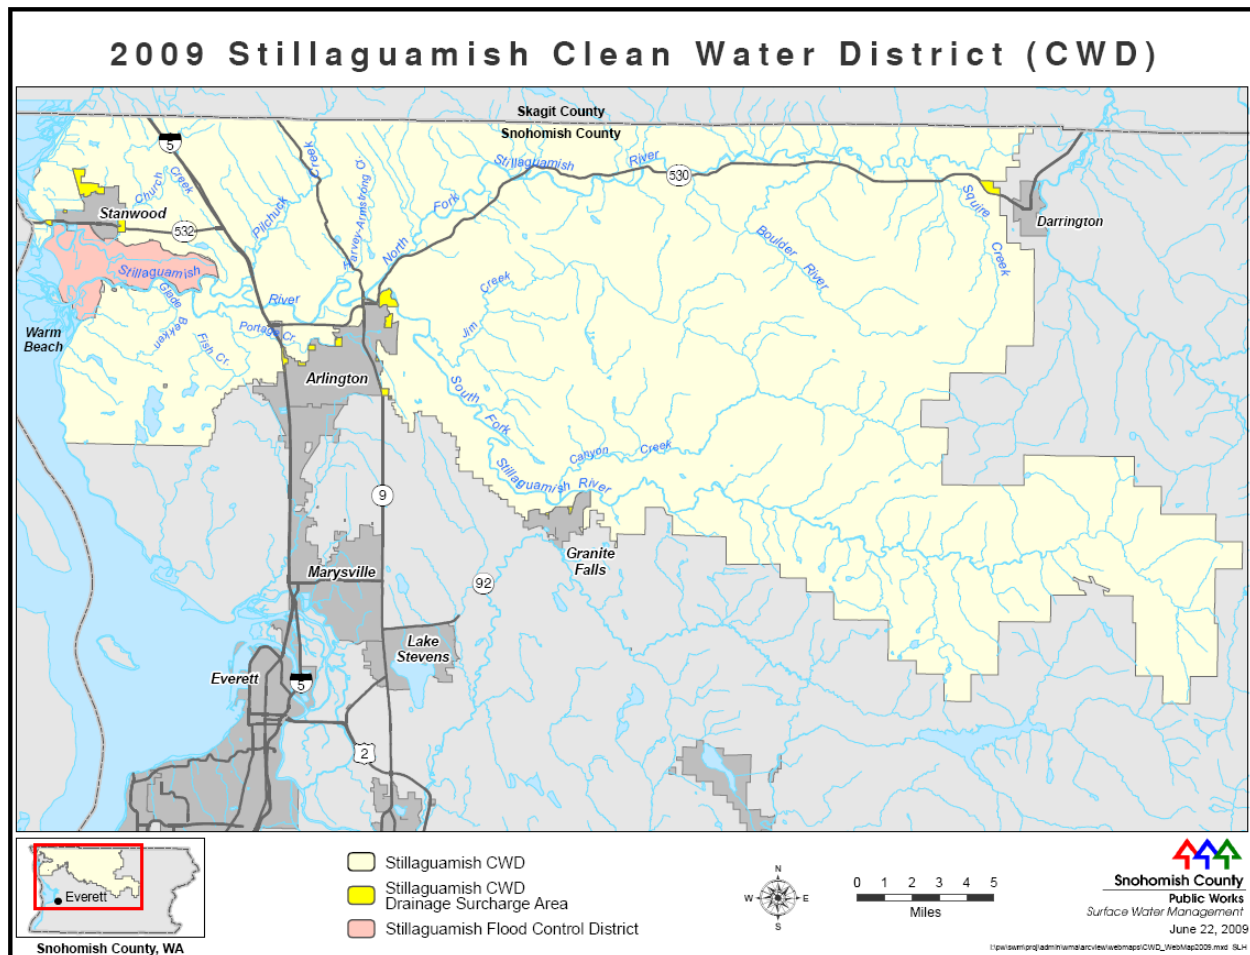 2009 Stillaguamish Clean Water District (CWD)
Skagit County
Snohomish County
5
Church
Creek
Pilchuck
Creek
Harvey-Armstrong Cr.
North
Fork
Stillaguamish
River
530
Squire
Creek
Darrington
Stanwood
532
Boulder
River
Stillaguamish
River
Glade
Bekken
Jim
Creek
Warm
Beach
Fish Cr.
Portage Cr.
Arlington
South
Fork
Canyon
Creek
Stillaguamish River
9
Granite
Falls
Marysville
92
Lake
Stevens
Everett
5
2
Everett
Snohomish County, WA
Stillaguamish CWD
Stillaguamish CWD
Drainage Surcharge Area
Stillaguamish Flood Control District
N
W
E
S
0 1 2 3 4 5
Miles
Snohomish County
Public Works
Surface Water Management
June 22, 2009